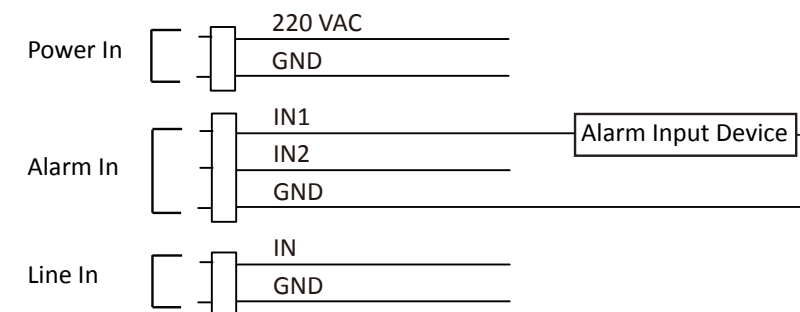 Power In
220 VAC
GND
Alarm In
IN1
Alarm Input Device
IN2
GND
Line In
IN
GND